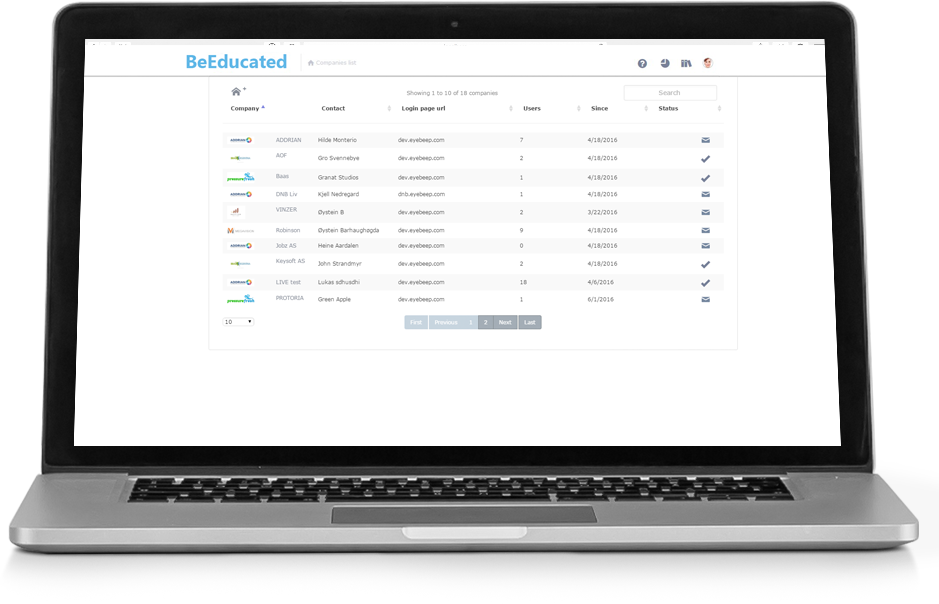 BeEducated Companies list
Showing 1 to 10 of 18 companies Search
Company Contact Login page url Users Since Status
ADDRIAN ADDRIAN Hilde Monterio dev.eyebeep.com 7 4/18/2016
AOF Gro Svennebye dev.eyebeep.com 2 4/18/2016
pressurefresh Baas Granat Studios dev.eyebeep.com 1 4/18/2016
ADDRIAN DNB Liv Kjell Nedregard dnb.eyebeep.com 1 4/18/2016
VINZER Øystein B dev.eyebeep.com 2 3/22/2016
Robinson Øystein Barhaughøgda dev.eyebeep.com 9 4/18/2016
ADDRIAN Jobz AS Heine Aardalen dev.eyebeep.com 0 4/18/2016
Keysoft AS John Strandmyr dev.eyebeep.com 2 4/18/2016
ADDRIAN LIVE test Lukas sdhusdhi dev.eyebeep.com 18 4/6/2016
pressurefresh PROTORIA Green Apple dev.eyebeep.com 1 6/1/2016
10 First Previous 1 2 Next Last